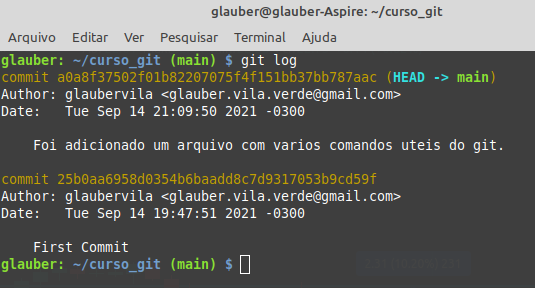 glauber@glauber-Aspire: ~/curso_git
Arquivo Editar Ver Pesquisar Terminal Ajuda
glauber: ~/curso_git (main) $ git log
commit a0a8f37502f01b82207075f4f151bb37bb787aac (HEAD -> main)
Author: glaubervila <glauber.vila.verde@gmail.com>
Date:   Tue Sep 14 21:09:50 2021 -0300
    Foi adicionado um arquivo com varios comandos uteis do git.
commit 25b0aa6958d0354b6baadd8c7d9317053b9cd59f
Author: glaubervila <glauber.vila.verde@gmail.com>
Date:   Tue Sep 14 19:47:51 2021 -0300
    First Commit
glauber: ~/curso_git (main) $